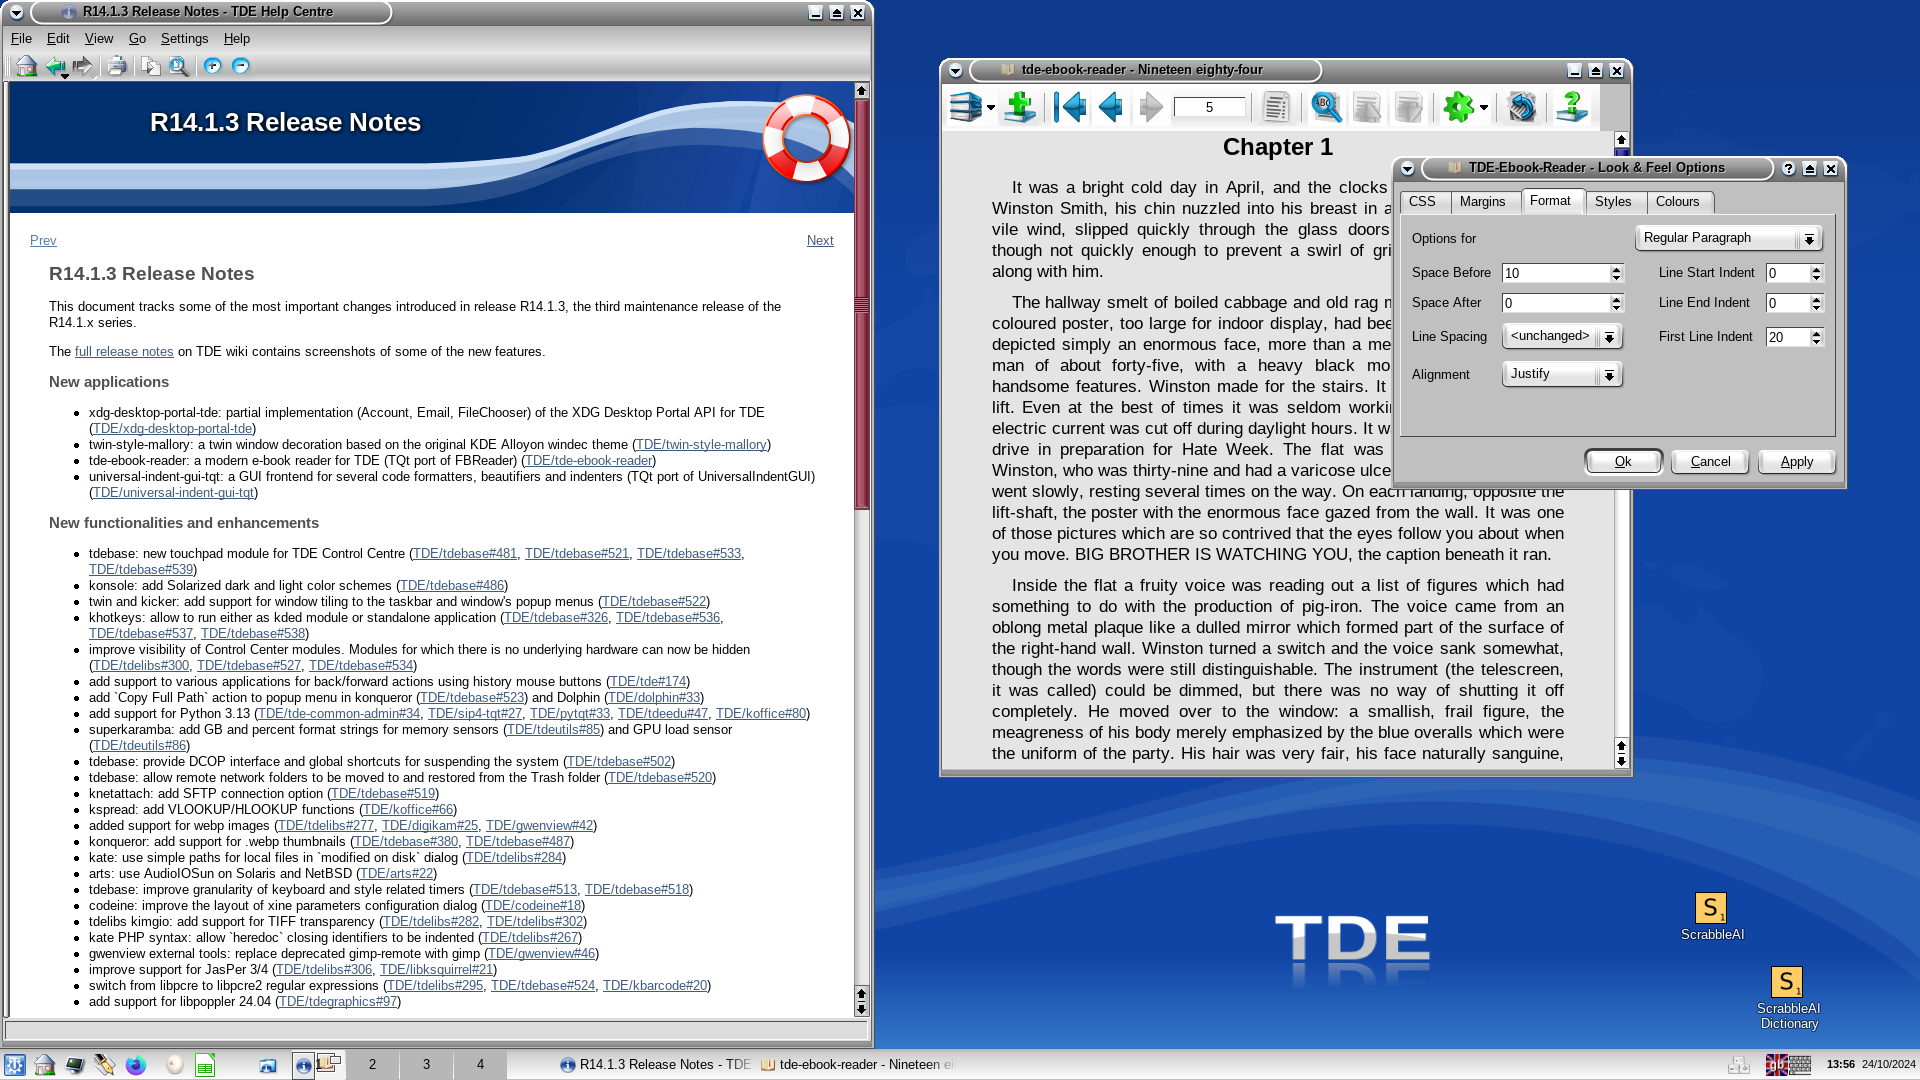 R14.1.3 Release Notes - TDE Help Centre
File Edit View Go Settings Help
R14.1.3 Release Notes
Prev Next
R14.1.3 Release Notes
This document tracks some of the most important changes introduced in release R14.1.3, the third maintenance release of the
R14.1.x series.
The full release notes on TDE wiki contains screenshots of some of the new features.
New applications
xdg-desktop-portal-tde: partial implementation (Account, Email, FileChooser) of the XDG Desktop Portal API for TDE
(TDE/xdg-desktop-portal-tde)
twin-style-mallory: a twin window decoration based on the original KDE Alloyon windec theme (TDE/twin-style-mallory)
tde-ebook-reader: a modern e-book reader for TDE (TQt port of FBReader) (TDE/tde-ebook-reader)
universal-indent-gui-tqt: a GUI frontend for several code formatters, beautifiers and indenters (TQt port of UniversalIndentGUI)
(TDE/universal-indent-gui-tqt)
New functionalities and enhancements
tdebase: new touchpad module for TDE Control Centre (TDE/tdebase#481, TDE/tdebase#521, TDE/tdebase#533,
TDE/tdebase#539)
konsole: add Solarized dark and light color schemes (TDE/tdebase#486)
twin and kicker: add support for window tiling to the taskbar and window's popup menus (TDE/tdebase#522)
khotkeys: allow to run either as kded module or standalone application (TDE/tdebase#326, TDE/tdebase#536,
TDE/tdebase#537, TDE/tdebase#538)
improve visibility of Control Center modules. Modules for which there is no underlying hardware can now be hidden
(TDE/tdelibs#300, TDE/tdebase#527, TDE/tdebase#534)
add support to various applications for back/forward actions using history mouse buttons (TDE/tde#174)
add `Copy Full Path` action to popup menu in konqueror (TDE/tdebase#523) and Dolphin (TDE/dolphin#33)
add support for Python 3.13 (TDE/tde-common-admin#34, TDE/sip4-tqt#27, TDE/pytqt#33, TDE/tdeedu#47, TDE/koffice#80)
superkaramba: add GB and percent format strings for memory sensors (TDE/tdeutils#85) and GPU load sensor
(TDE/tdeutils#86)
tdebase: provide DCOP interface and global shortcuts for suspending the system (TDE/tdebase#502)
tdebase: allow remote network folders to be moved to and restored from the Trash folder (TDE/tdebase#520)
knetattach: add SFTP connection option (TDE/tdebase#519)
kspread: add VLOOKUP/HLOOKUP functions (TDE/koffice#66)
added support for webp images (TDE/tdelibs#277, TDE/digikam#25, TDE/gwenview#42)
konqueror: add support for .webp thumbnails (TDE/tdebase#380, TDE/tdebase#487)
kate: use simple paths for local files in `modified on disk` dialog (TDE/tdelibs#284)
arts: use AudioIOSun on Solaris and NetBSD (TDE/arts#22)
tdebase: improve granularity of keyboard and style related timers (TDE/tdebase#513, TDE/tdebase#518)
codeine: improve the layout of xine parameters configuration dialog (TDE/codeine#18)
tdelibs kimgio: add support for TIFF transparency (TDE/tdelibs#282, TDE/tdelibs#302)
kate PHP syntax: allow `heredoc` closing identifiers to be indented (TDE/tdelibs#267)
gwenview external tools: replace deprecated gimp-remote with gimp (TDE/gwenview#46)
improve support for JasPer 3/4 (TDE/tdelibs#306, TDE/libksquirrel#21)
switch from libpcre to libpcre2 regular expressions (TDE/tdelibs#295, TDE/tdebase#524, TDE/kbarcode#20)
add support for libpoppler 24.04 (TDE/tdegraphics#97)
tde-ebook-reader - Nineteen eighty-four
5
Chapter 1
It was a bright cold day in April, and the clocks
Winston Smith, his chin nuzzled into his breast in a
vile wind, slipped quickly through the glass doors
though not quickly enough to prevent a swirl of gri
along with him.
The hallway smelt of boiled cabbage and old rag m
coloured poster, too large for indoor display, had bee
depicted simply an enormous face, more than a me
man of about forty-five, with a heavy black mo
handsome features. Winston made for the stairs. It
lift. Even at the best of times it was seldom worki
electric current was cut off during daylight hours. It wa
drive in preparation for Hate Week. The flat was
Winston, who was thirty-nine and had a varicose ulce
went slowly, resting several times on the way. On each landing, opposite the
lift-shaft, the poster with the enormous face gazed from the wall. It was one
of those pictures which are so contrived that the eyes follow you about when
you move. BIG BROTHER IS WATCHING YOU, the caption beneath it ran.
Inside the flat a fruity voice was reading out a list of figures which had
something to do with the production of pig-iron. The voice came from an
oblong metal plaque like a dulled mirror which formed part of the surface of
the right-hand wall. Winston turned a switch and the voice sank somewhat,
though the words were still distinguishable. The instrument (the telescreen,
it was called) could be dimmed, but there was no way of shutting it off
completely. He moved over to the window: a smallish, frail figure, the
meagreness of his body merely emphasized by the blue overalls which were
the uniform of the party. His hair was very fair, his face naturally sanguine,
TDE-Ebook-Reader - Look & Feel Options
CSS Margins Format Styles Colours
Options for Regular Paragraph
Space Before 10 Line Start Indent 0
Space After 0 Line End Indent 0
Line Spacing <unchanged> First Line Indent 20
Alignment Justify
Ok Cancel Apply
TDE
S1
ScrabbleAI
S1
ScrabbleAI
Dictionary
1 2 3 4
R14.1.3 Release Notes - TDE
tde-ebook-reader - Nineteen ei
gb
13:56 24/10/2024